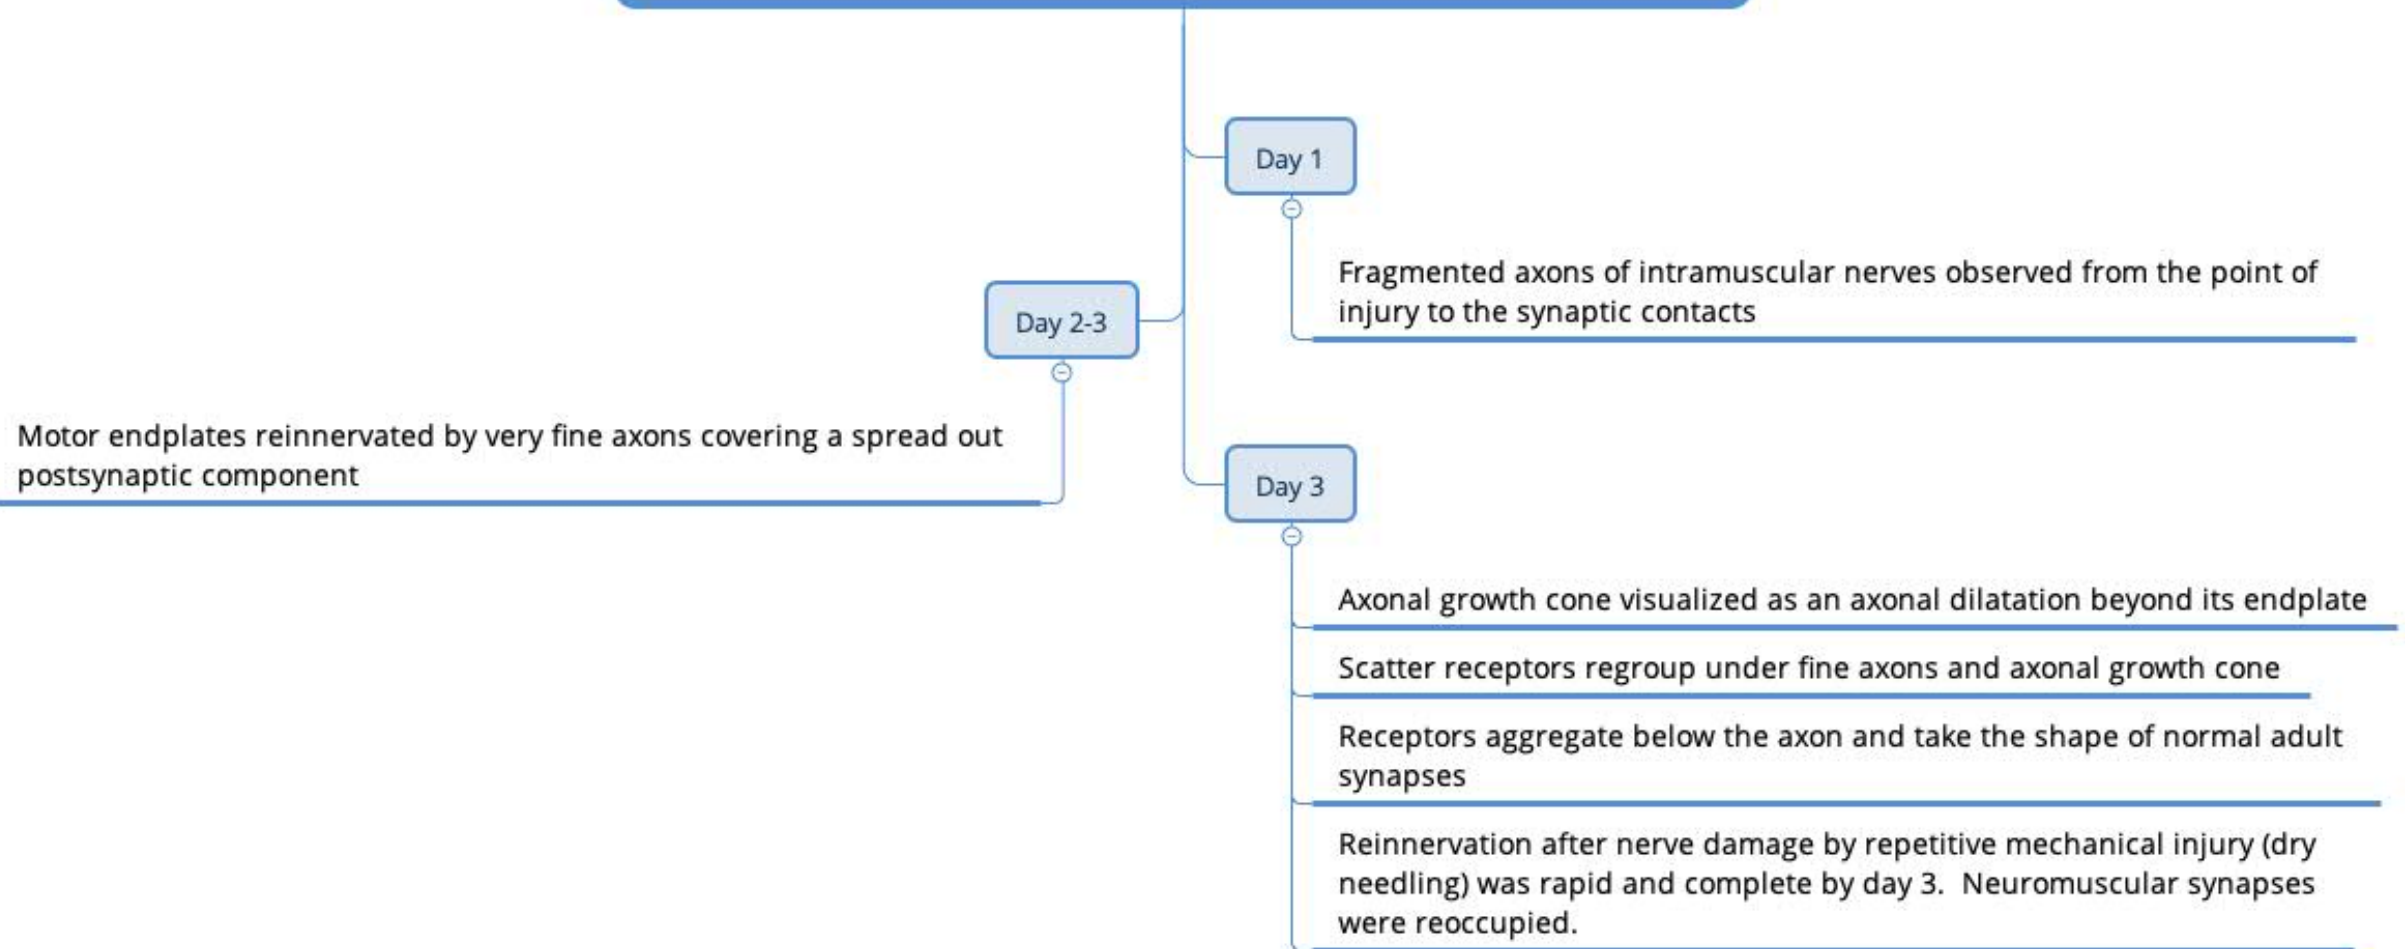 Day 1
Fragmented axons of intramuscular nerves observed from the point of
injury to the synaptic contacts
Day 2-3
Motor endplates reinnervated by very fine axons covering a spread out
postsynaptic component
Day 3
Axonal growth cone visualized as an axonal dilatation beyond its endplate
Scatter receptors regroup under fine axons and axonal growth cone
Receptors aggregate below the axon and take the shape of normal adult
synapses
Reinnervation after nerve damage by repetitive mechanical injury (dry
needling) was rapid and complete by day 3.  Neuromuscular synapses
were reoccupied.